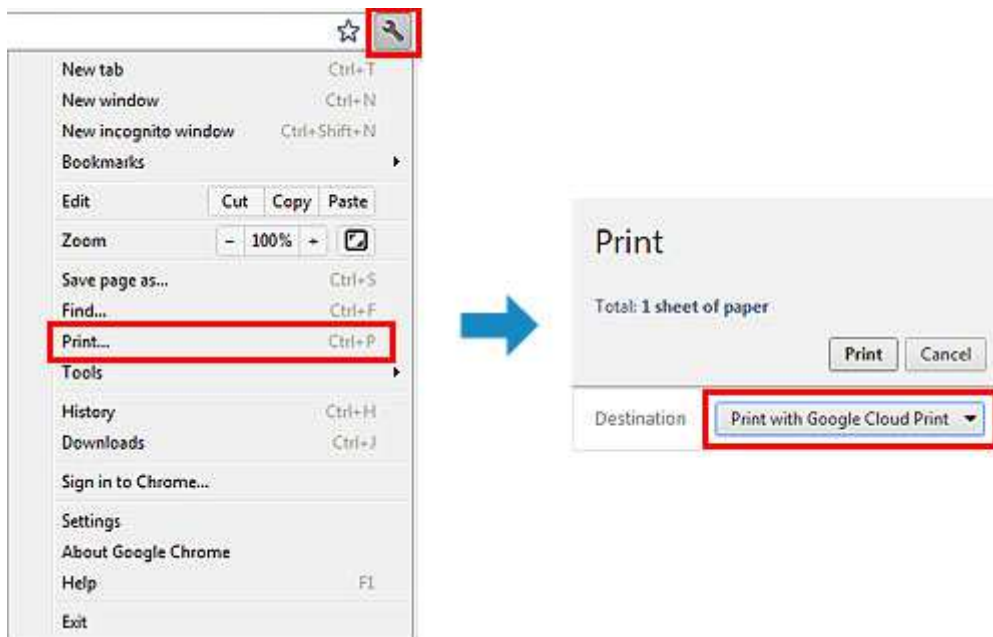 New tab Ctrl+T
New window Ctrl+N
New incognito window Ctrl+Shift+N
Bookmarks
Edit Cut Copy Paste
Zoom - 100% +
Save page as... Ctrl+S
Find... Ctrl+F
Print... Ctrl+P
Tools
History Ctrl+H
Downloads Ctrl+J
Sign in to Chrome...
Settings
About Google Chrome
Help F1
Exit
Print
Total: 1 sheet of paper
Print Cancel
Destination Print with Google Cloud Print